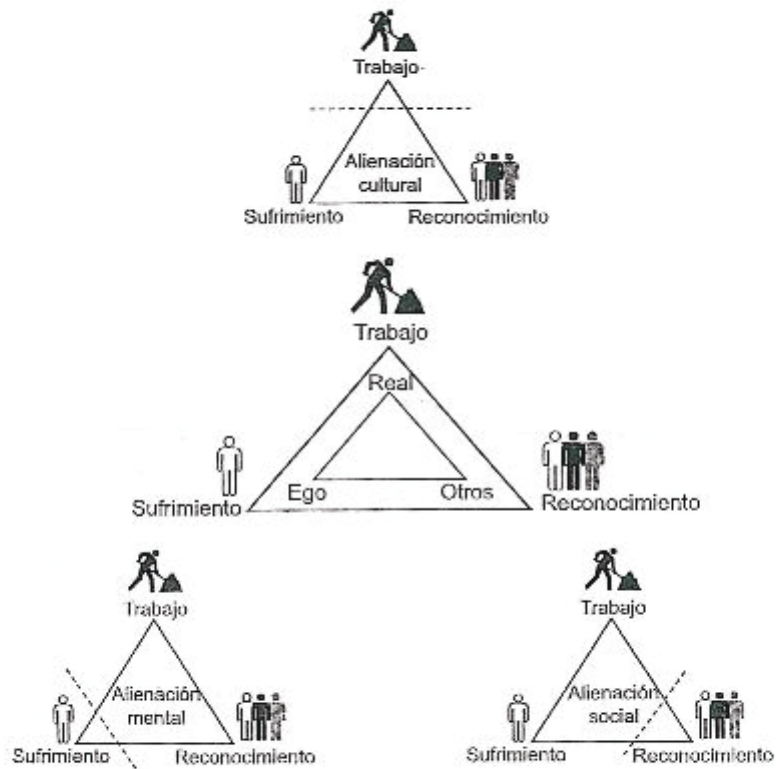 Trabajo-
Alienación
cultural
Sufrimiento
Reconocimiento
Trabajo
Real
Ego
Otros
Sufrimiento
Reconocimiento
Trabajo
Alienación
mental
Sufrimiento
Reconocimiento
Trabajo
Alienación
social
Sufrimiento
Reconocimiento